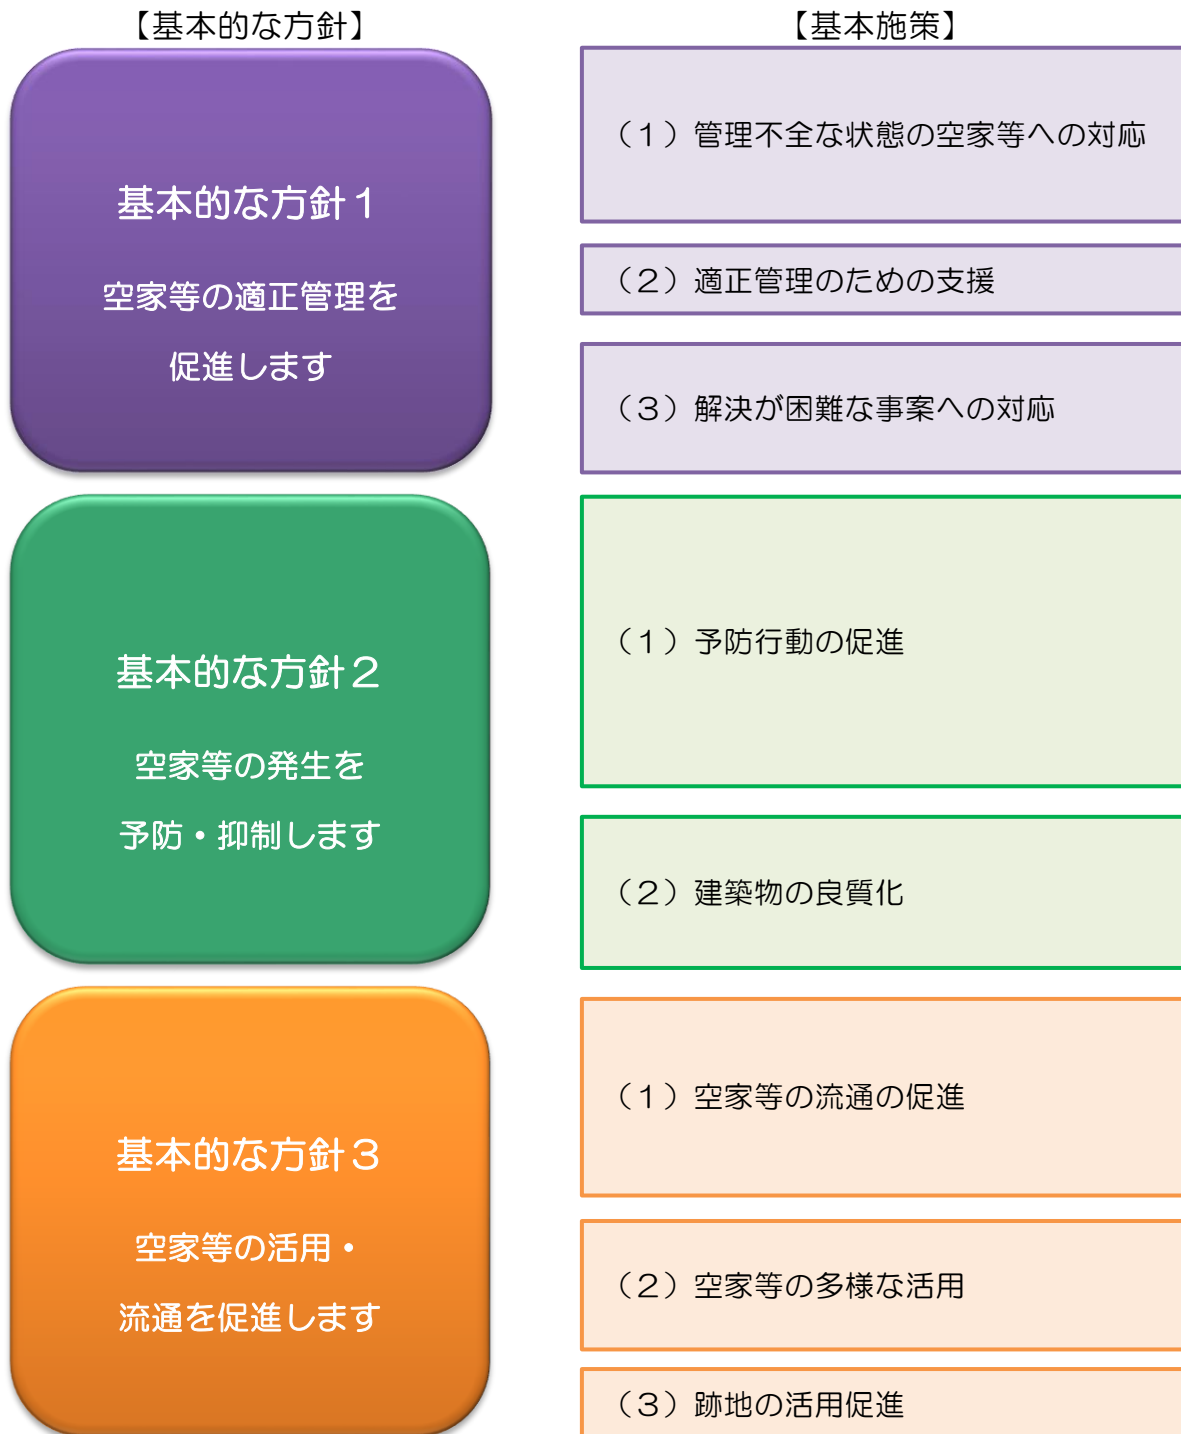 【基本的な方針】
【基本施策】
基本的な方針１
空家等の適正管理を
促進します
（１）管理不全な状態の空家等への対応
（２）適正管理のための支援
（３）解決が困難な事案への対応
基本的な方針２
空家等の発生を
予防・抑制します
（１）予防行動の促進
（２）建築物の良質化
基本的な方針３
空家等の活用・
流通を促進します
（１）空家等の流通の促進
（２）空家等の多様な活用
（３）跡地の活用促進